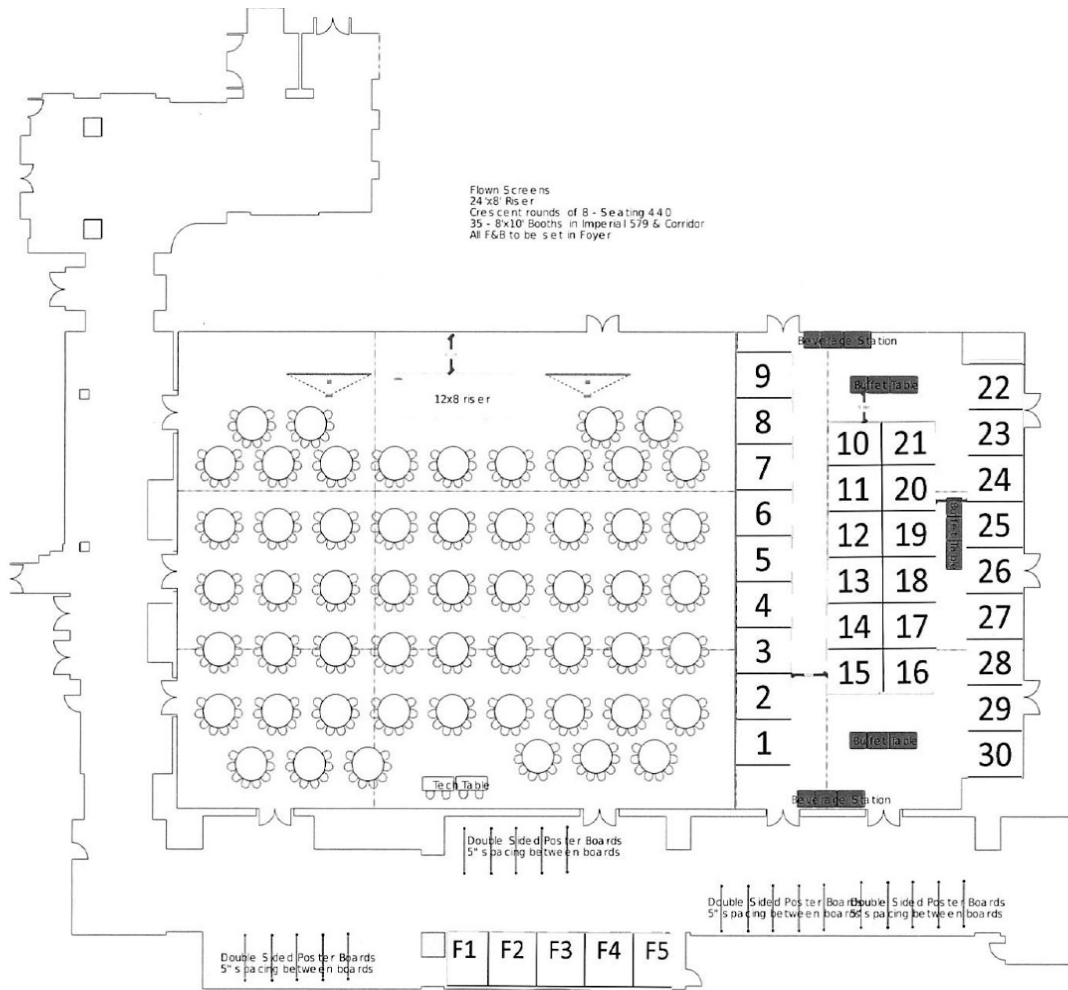 Flown Screens
24'x8' Riser
Crescent rounds of 8 - Seating 440
35 - 8'x10' Booths in Imperial 579 & Corridor
All F&B to be set in Foyer
Beverage Station
9
Buffet Table
22
12x8 riser
8
23
10 21
7
24
11 20
6
25
Buffet Table
12 19
5
26
13 18
4
27
14 17
3
28
15 16
2
29
1
Buffet Table
30
Tech Table
Beverage Station
Double Sided Poster Boards
5" spacing between boards
Double Sided Poster Boards
5" spacing between boards
Double Sided Poster Boards
5" spacing between boards
F1 F2 F3 F4 F5
Double Sided Poster Boards
5" spacing between boards